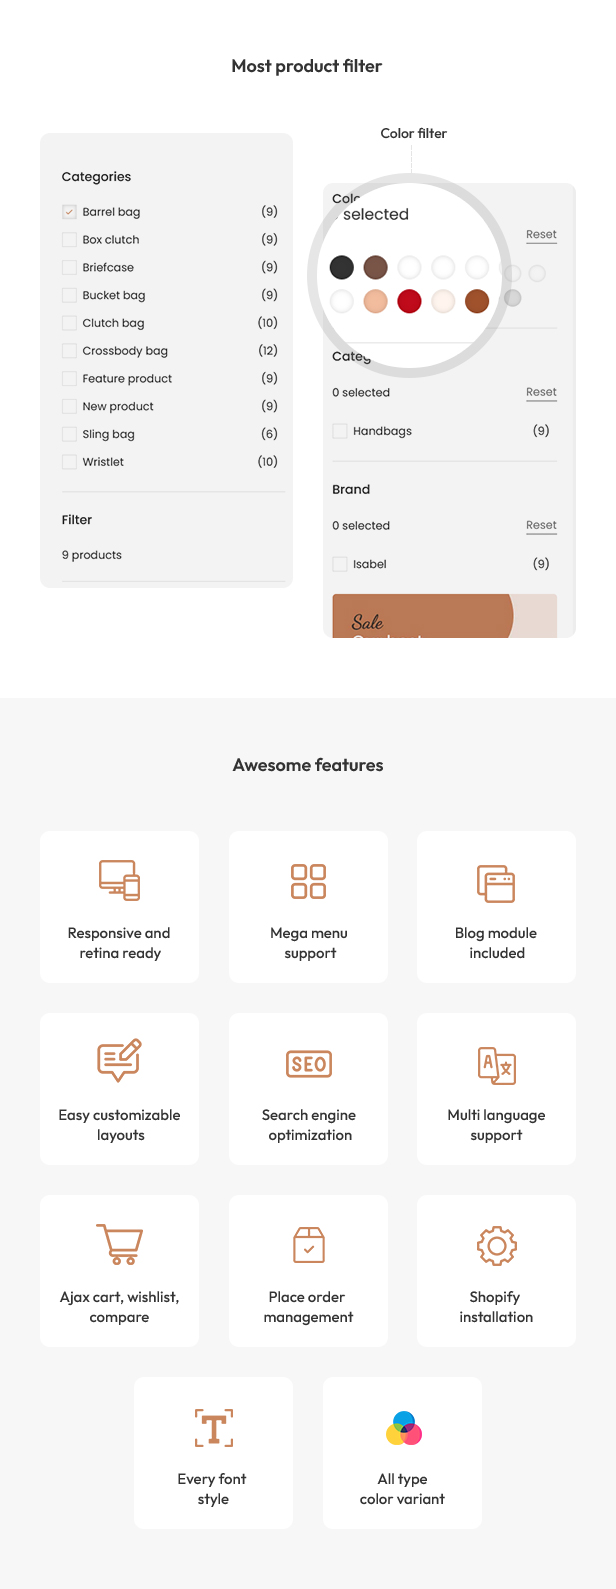 Most product filter
Categories
Barrel bag (9)
Box clutch (9)
Briefcase (9)
Bucket bag (9)
Clutch bag (10)
Crossbody bag (12)
Feature product (9)
New product (9)
Sling bag (6)
Wristlet (10)
Filter
9 products
Color filter
Colo
selected
Reset
Categ
0 selected Reset
Handbags (9)
Brand
0 selected Reset
Isabel (9)
Sale
Awesome features
Responsive and
retina ready
Mega menu
support
Blog module
included
Easy customizable
layouts
SEO
Search engine
optimization
A 文
Multi language
support
Ajax cart, wishlist,
compare
Place order
management
Shopify
installation
T
Every font
style
All type
color variant